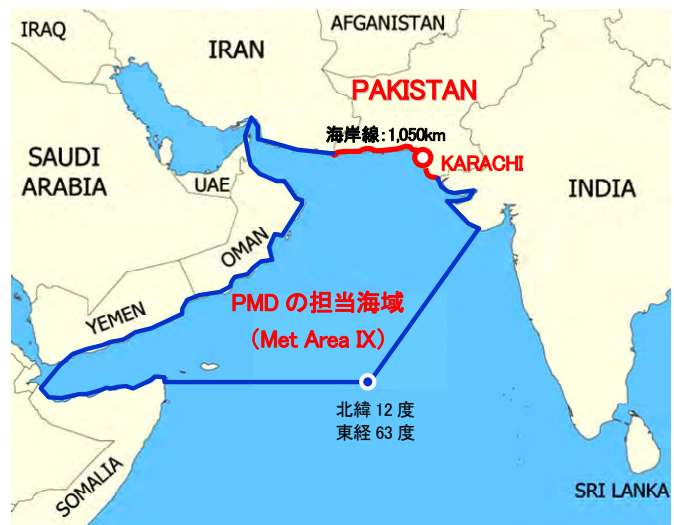 AFGANISTAN
IRAQ
IRAN
PAKISTAN
海岸線：1,050km
KARACHI
SAUDI
ARABIA
UAE
INDIA
OMAN
PMD の担当海域
（Met Area Ⅸ）
YEMEN
北緯 12 度
東経 63 度
SOMALIA
SRI LANKA